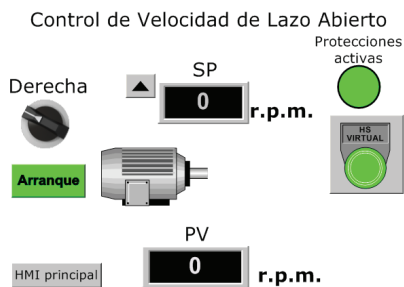 Control de Velocidad de Lazo Abierto
Protecciones
activas
SP
Derecha
0
r.p.m.
HS
VIRTUAL
Arranque
PV
0
r.p.m.
HMI principal